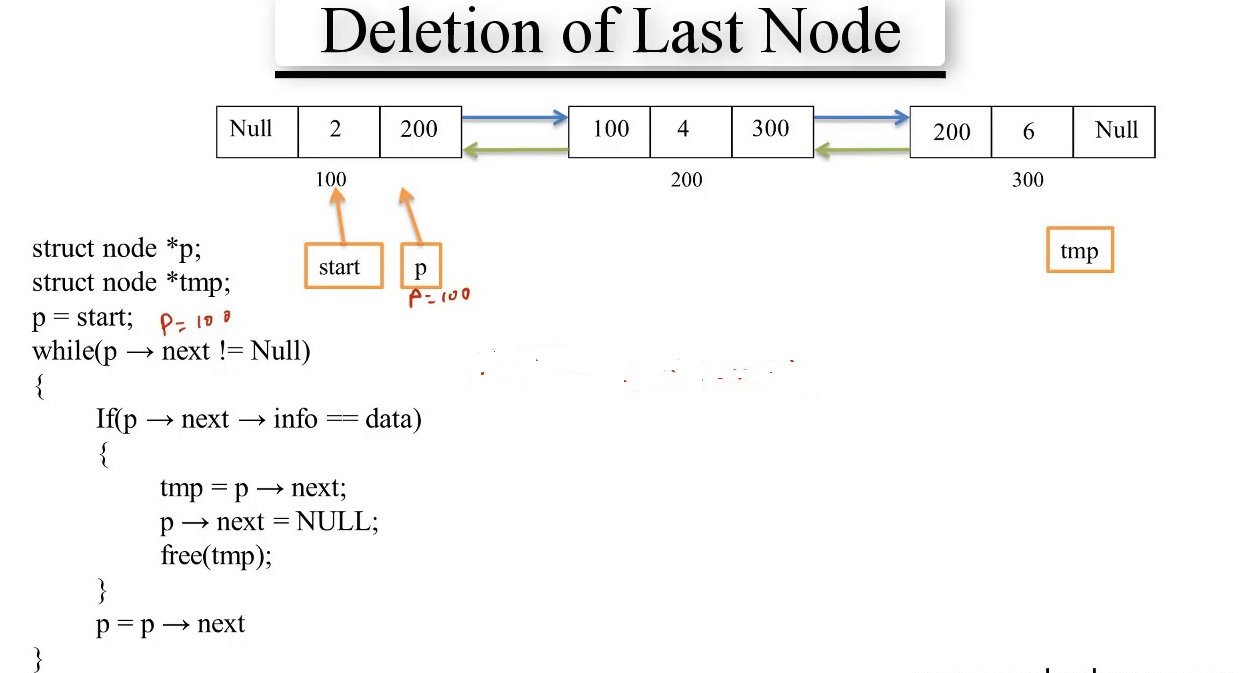 Deletion of Last Node
Null 2 200 100 4 300 200 6 Null
100 200 300
start p tmp
P=100
struct node *p;
struct node *tmp;
p = start; P=100
while(p → next != Null)
{
If(p → next → info == data)
{
tmp = p → next;
p → next = NULL;
free(tmp);
}
p = p → next
}